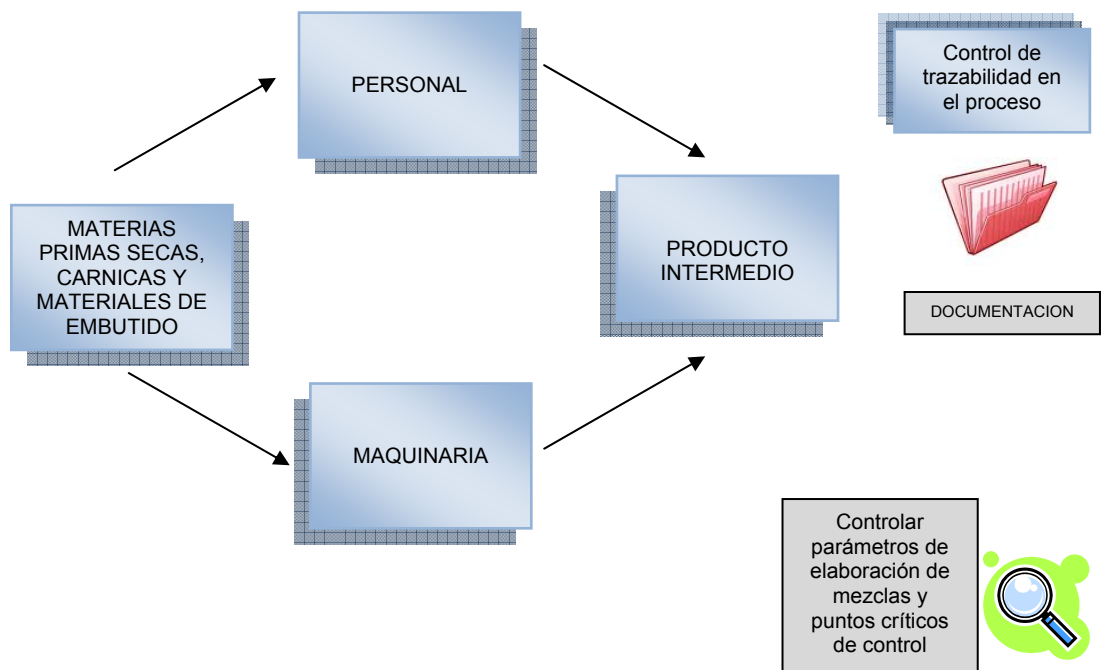 PERSONAL
Control de
trazabilidad en
el proceso
MATERIAS
PRIMAS SECAS,
CARNICAS Y
MATERIALES DE
EMBUTIDO
PRODUCTO
INTERMEDIO
DOCUMENTACION
MAQUINARIA
Controlar
parámetros de
elaboración de
mezclas y
puntos críticos
de control